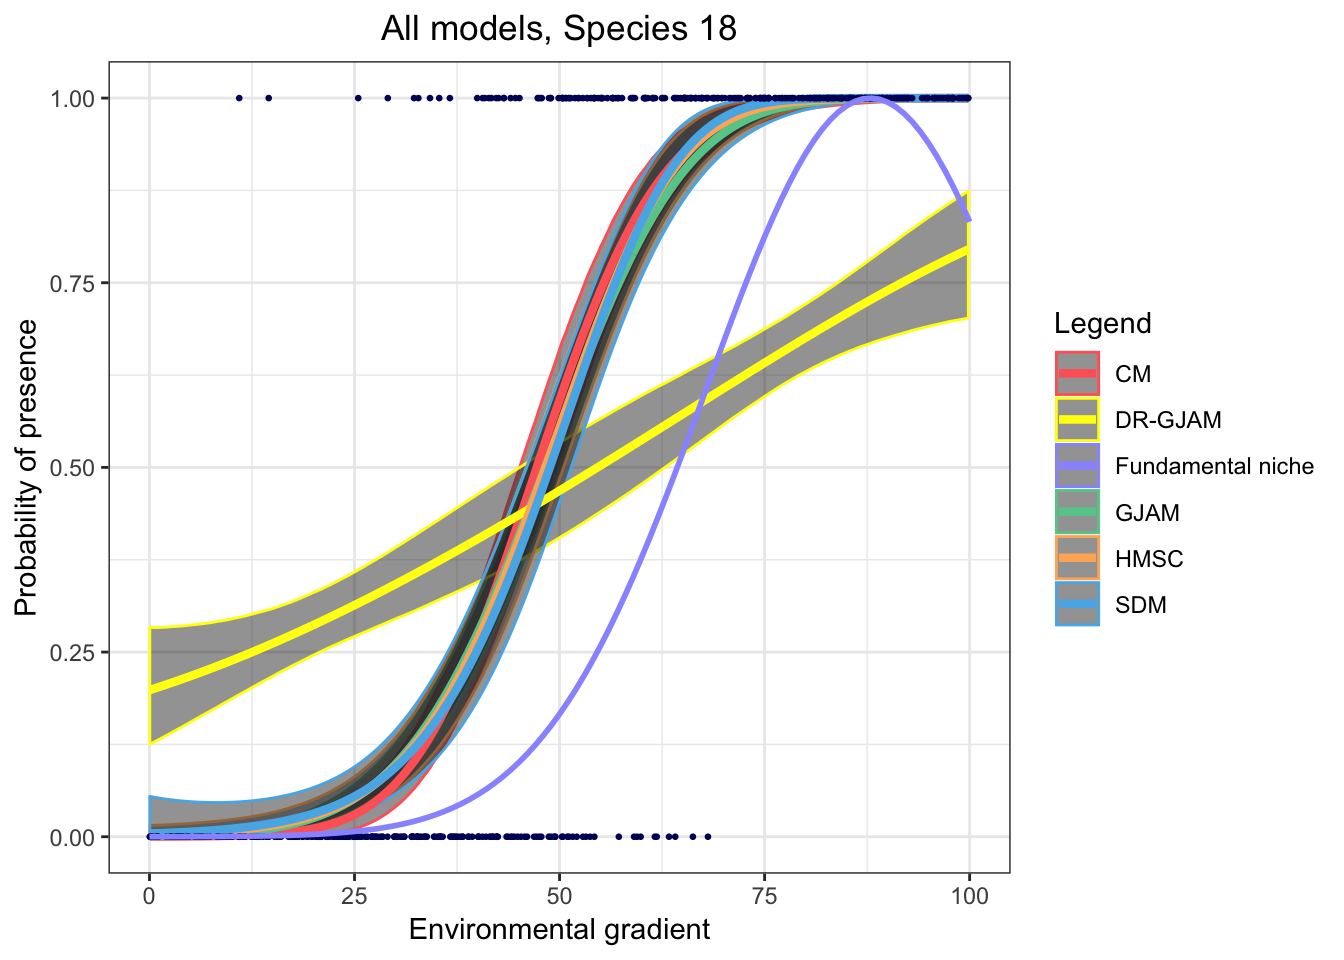 All models, Species 18
Probability of presence
1.00
0.75
0.50
0.25
0.00
0
25
50
75
100
Environmental gradient
Legend
CM
DR-GJAM
Fundamental niche
GJAM
HMSC
SDM